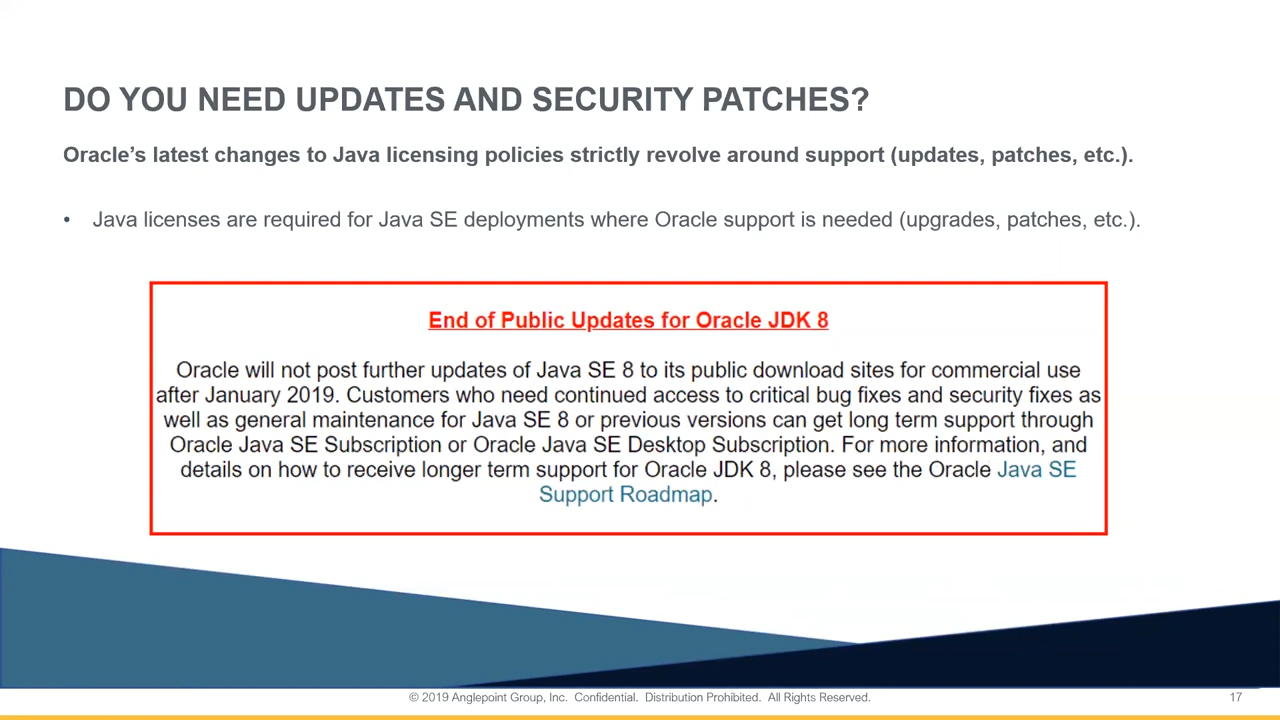 DO YOU NEED UPDATES AND SECURITY PATCHES?
Oracle’s latest changes to Java licensing policies strictly revolve around support (updates, patches, etc.).
• Java licenses are required for Java SE deployments where Oracle support is needed (upgrades, patches, etc.).
End of Public Updates for Oracle JDK 8
Oracle will not post further updates of Java SE 8 to its public download sites for commercial use
after January 2019. Customers who need continued access to critical bug fixes and security fixes as
well as general maintenance for Java SE 8 or previous versions can get long term support through
Oracle Java SE Subscription or Oracle Java SE Desktop Subscription. For more information, and
details on how to receive longer term support for Oracle JDK 8, please see the Oracle Java SE
Support Roadmap.
© 2019 Anglepoint Group, Inc. Confidential. Distribution Prohibited. All Rights Reserved.
17